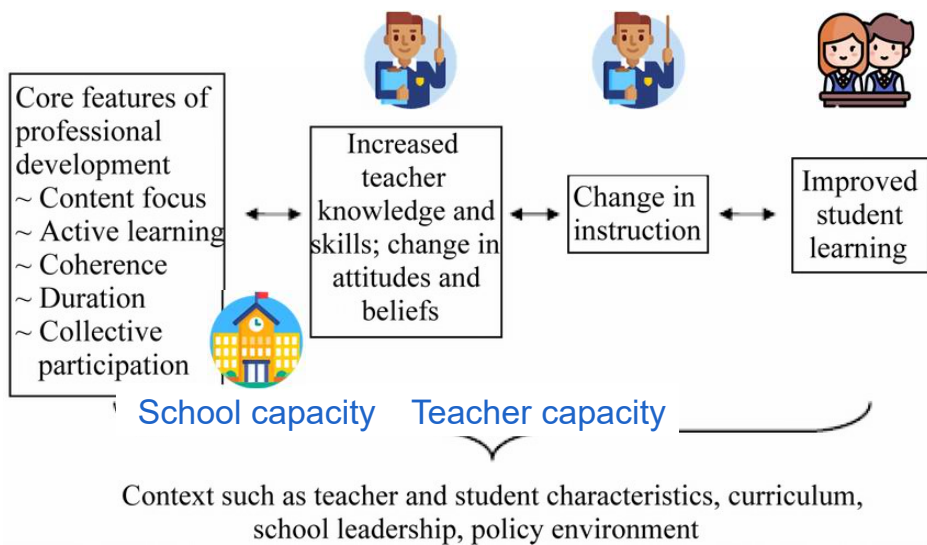 Core features of
professional
development
~ Content focus
~ Active learning
~ Coherence
~ Duration
~ Collective
participation
Increased
teacher
knowledge and
skills; change in
attitudes and
beliefs
Change in
instruction
Improved
student
learning
School capacity
Teacher capacity
Context such as teacher and student characteristics, curriculum,
school leadership, policy environment